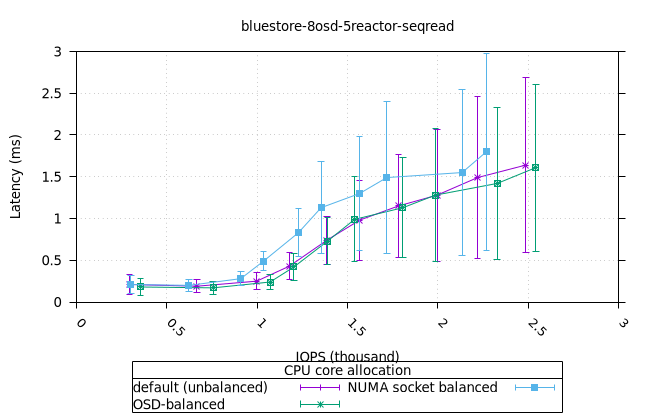 bluestore-8osd-5reactor-seqread
3
2.5
2
1.5
1
0.5
0
Latency (ms)
0
0.5
1
1.5
2
2.5
3
IOPS (thousand)
CPU core allocation
default (unbalanced) NUMA socket balanced
OSD-balanced